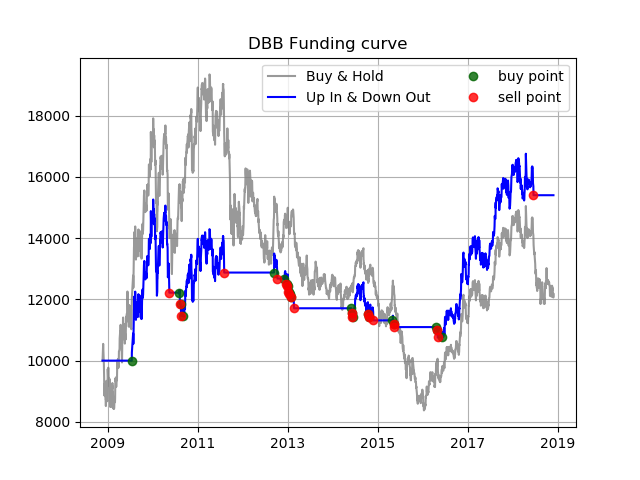 DBB Funding curve
Buy & Hold
Up In & Down Out
buy point
sell point
18000
16000
14000
12000
10000
8000
2009 2011 2013 2015 2017 2019